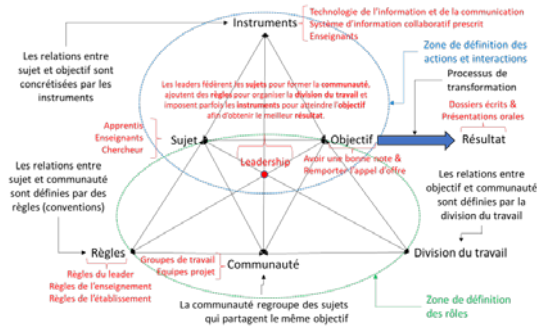 Instruments
Technologie de l'information et de la communication
Système d'information collaboratif prescrit
Enseignants
Les relations entre
sujet et objectif sont
concrétisées par les
instruments
Zone de définition des
actions et interactions
Processus de
transformation
Les leaders fédèrent les sujets pour former la communauté,
ajoutent des règles pour organiser la division du travail et
imposent parfois les instruments pour atteindre l'objectif
afin d'obtenir le meilleur résultat.
Dossiers écrits &
Présentations orales
Apprentis
Enseignants
Chercheur
Sujet
Objectif
Résultat
Leadership
Avoir une bonne note &
Remporter l'appel d'offre
Les relations entre
sujet et communauté
sont définies par des
règles (conventions)
Les relations entre
objectif et communauté
sont définies par la
division du travail
Règles
Groupes de travail
Equipes projet
Communauté
Division du travail
Règles du leader
Règles de l'enseignement
Règles de l'établissement
La communauté regroupe des sujets
qui partagent le même objectif
Zone de définition
des rôles